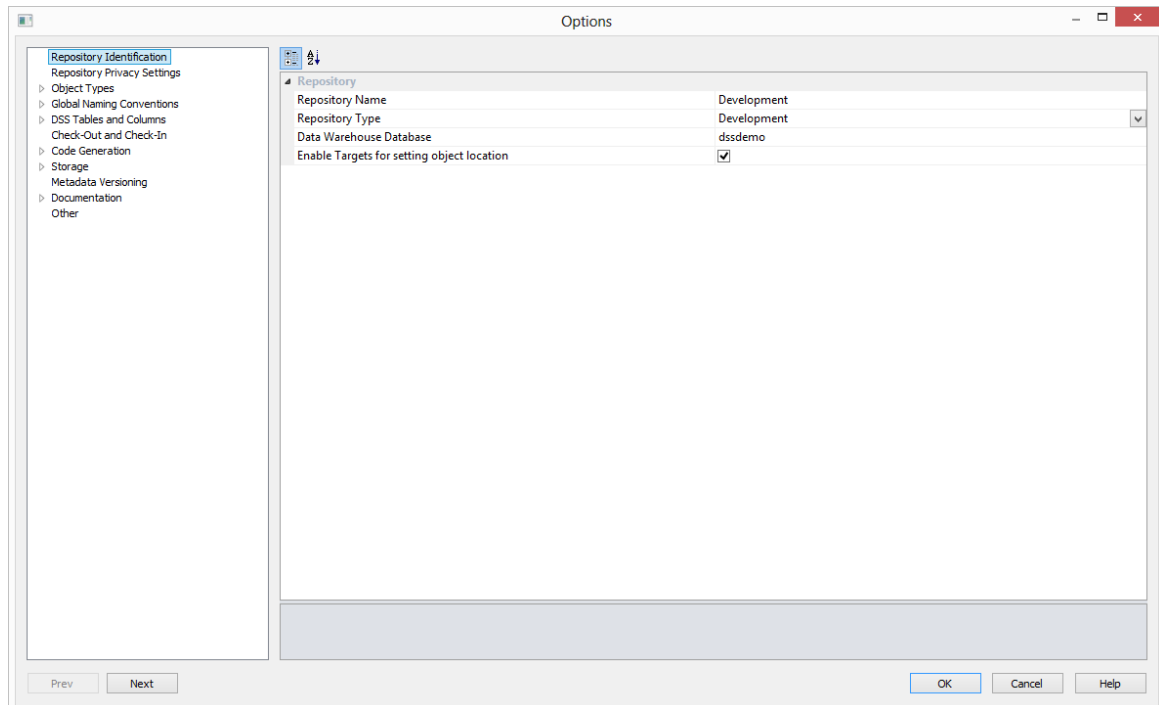 Options
Repository Identification
Repository Privacy Settings
Object Types
Global Naming Conventions
DSS Tables and Columns
Check-Out and Check-In
Code Generation
Storage
Metadata Versioning
Documentation
Other
Repository
Repository Name Development
Repository Type Development
Data Warehouse Database dssdemo
Enable Targets for setting object location
Prev Next OK Cancel Help